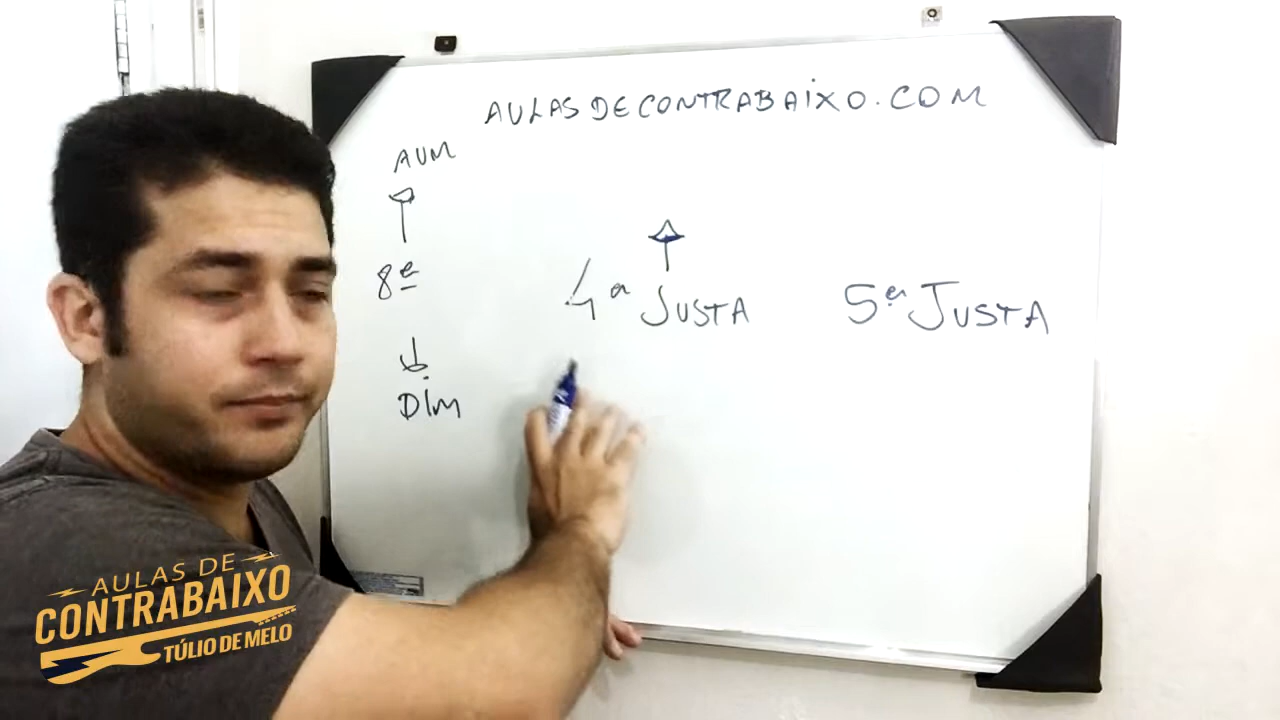 AULASDECONTRABAIXO.COM
AUM
8ª
4ª JUSTA
5ª JUSTA
DIM
AULAS DE
CONTRABAIXO
TÚLIO DE MELO